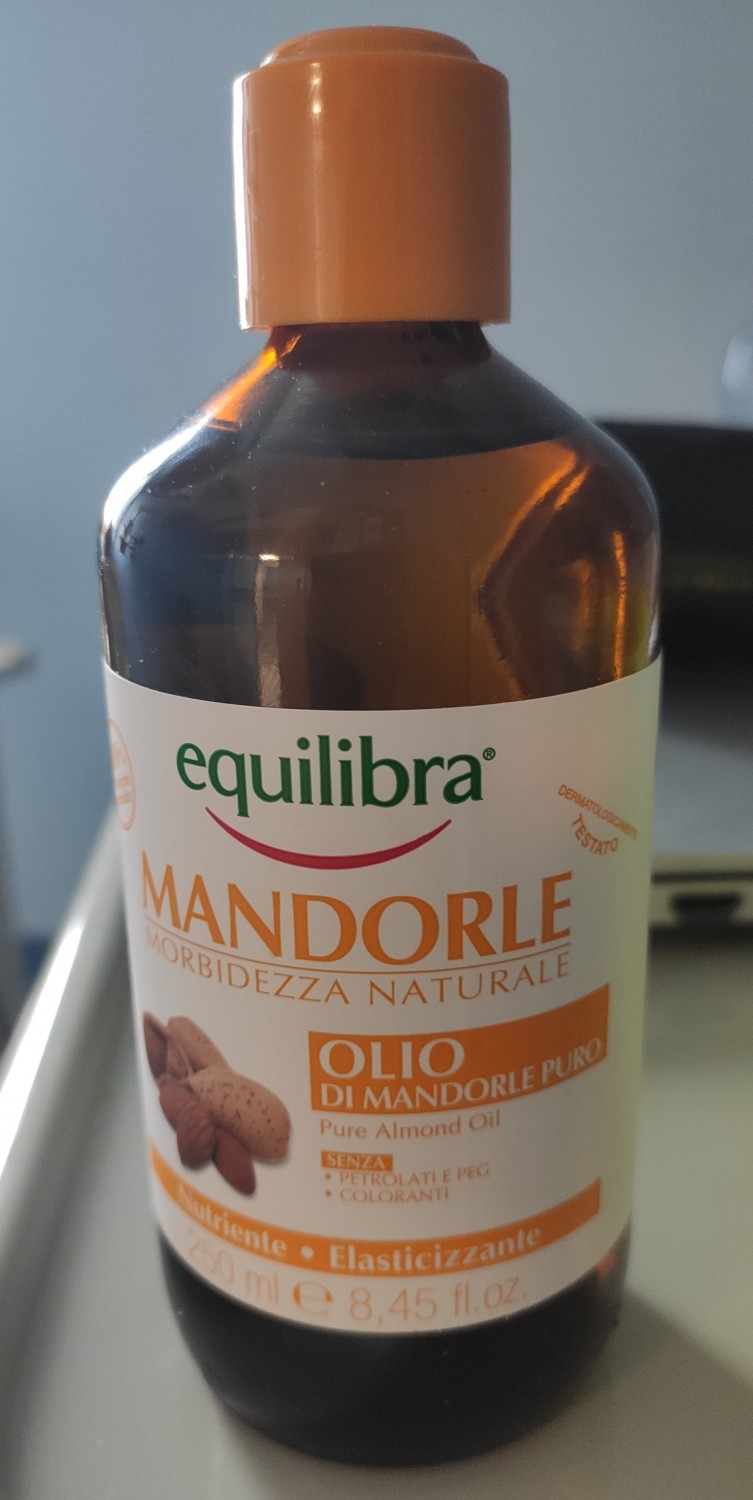 equilibra®
DERMATOLOGICAMENTE
TESTATO
MANDORLE
MORBIDEZZA NATURALE
OLIO
DI MANDORLE PURO
Pure Almond Oil
SENZA
• PETROLATI E PEG
• COLORANTI
Nutriente • Elasticizzante
250 ml e 8,45 fl.oz.